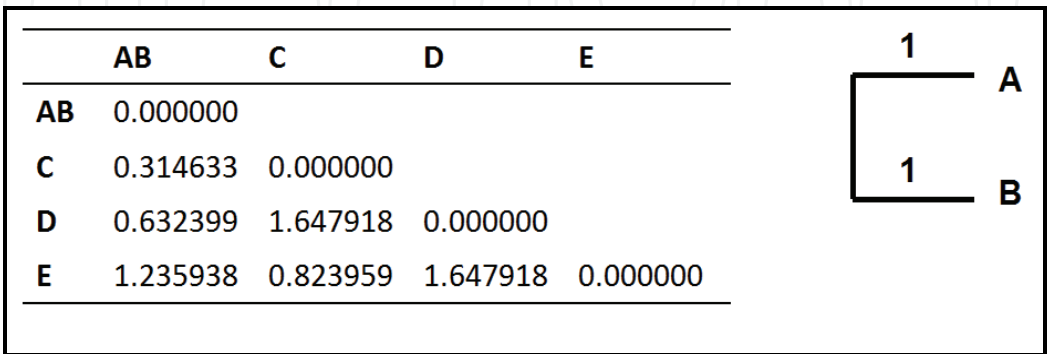 AB C D E
AB 0.000000
C 0.314633 0.000000
D 0.632399 1.647918 0.000000
E 1.235938 0.823959 1.647918 0.000000
1
A
1
B